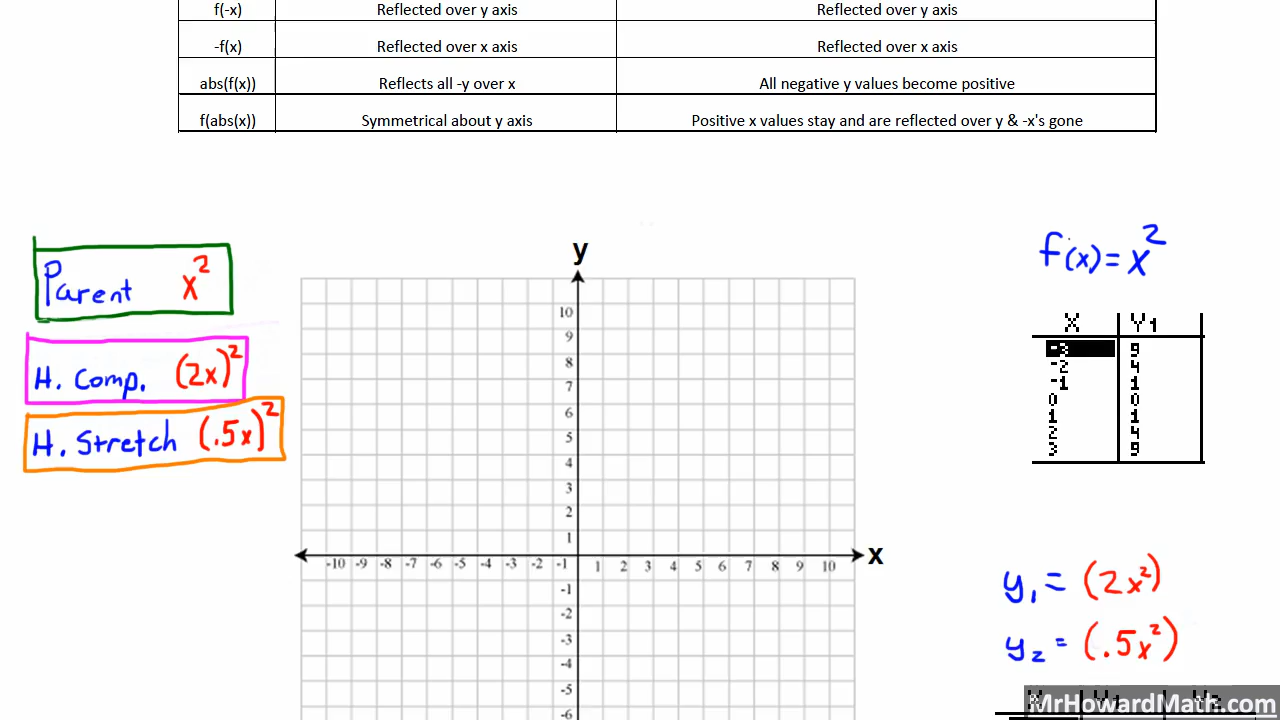 f(-x) Reflected over y axis Reflected over y axis
-f(x) Reflected over x axis Reflected over x axis
abs(f(x)) Reflects all -y over x All negative y values become positive
f(abs(x)) Symmetrical about y axis Positive x values stay and are reflected over y & -x's gone
Parent x²
H. Comp. (2x)²
H. Stretch (.5x)²
y
10
9
8
7
6
5
4
3
2
1
-10 -9 -8 -7 -6 -5 -4 -3 -2 -1 1 2 3 4 5 6 7 8 9 10
x
-1
-2
-3
-4
-5
-6
f(x) = x²
X Y₁
-3 9
-2 4
-1 1
0 0
1 1
2 4
3 9
y₁ = (2x²)
y₂ = (.5x²)
MrHowardMath.com